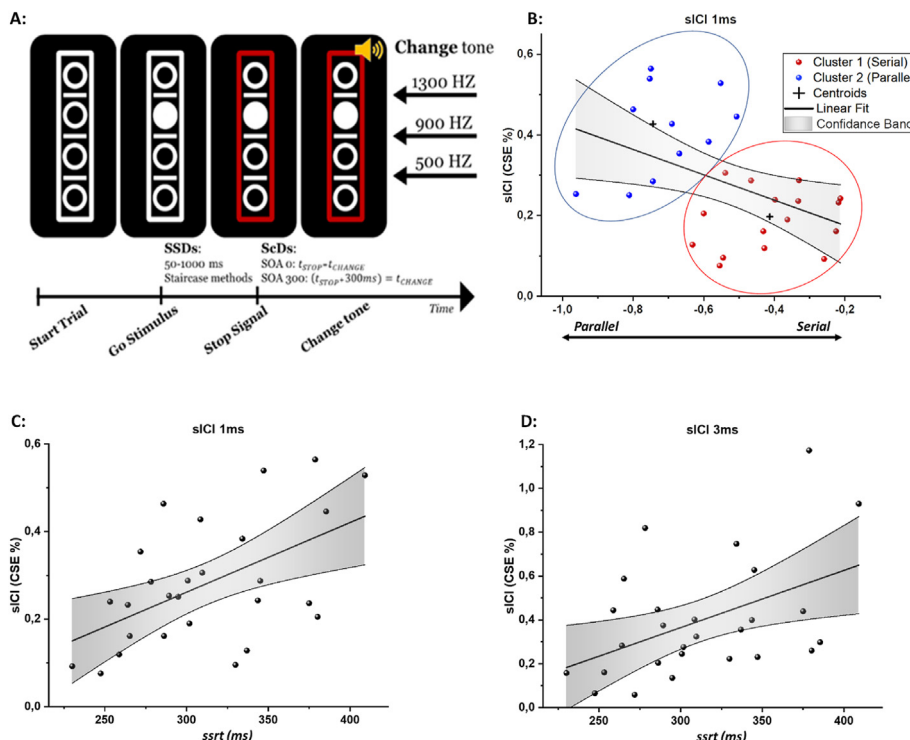 A:
Change tone
1300 HZ
900 HZ
500 HZ
SSDs:
50-1000 ms
Staircase methods
ScDs:
SOA 0: tSTOP=tCHANGE
SOA 300: (tSTOP+300ms) = tCHANGE
Time
Start Trial
Go Stimulus
Stop Signal
Change tone
B:
sICI 1ms
Cluster 1 (Serial)
Cluster 2 (Paralle
Centroids
Linear Fit
Confidance Band
sICI (CSE %)
0,6
0,4
0,2
0,0
-1,0
-0,8
-0,6
-0,4
-0,2
Parallel
Serial
C:
sICI 1ms
sICI (CSE %)
0,6
0,4
0,2
0,0
250
300
350
400
ssrt (ms)
D:
sICI 3ms
sICI (CSE %)
1,2
1,0
0,8
0,6
0,4
0,2
0,0
250
300
350
400
ssrt (ms)